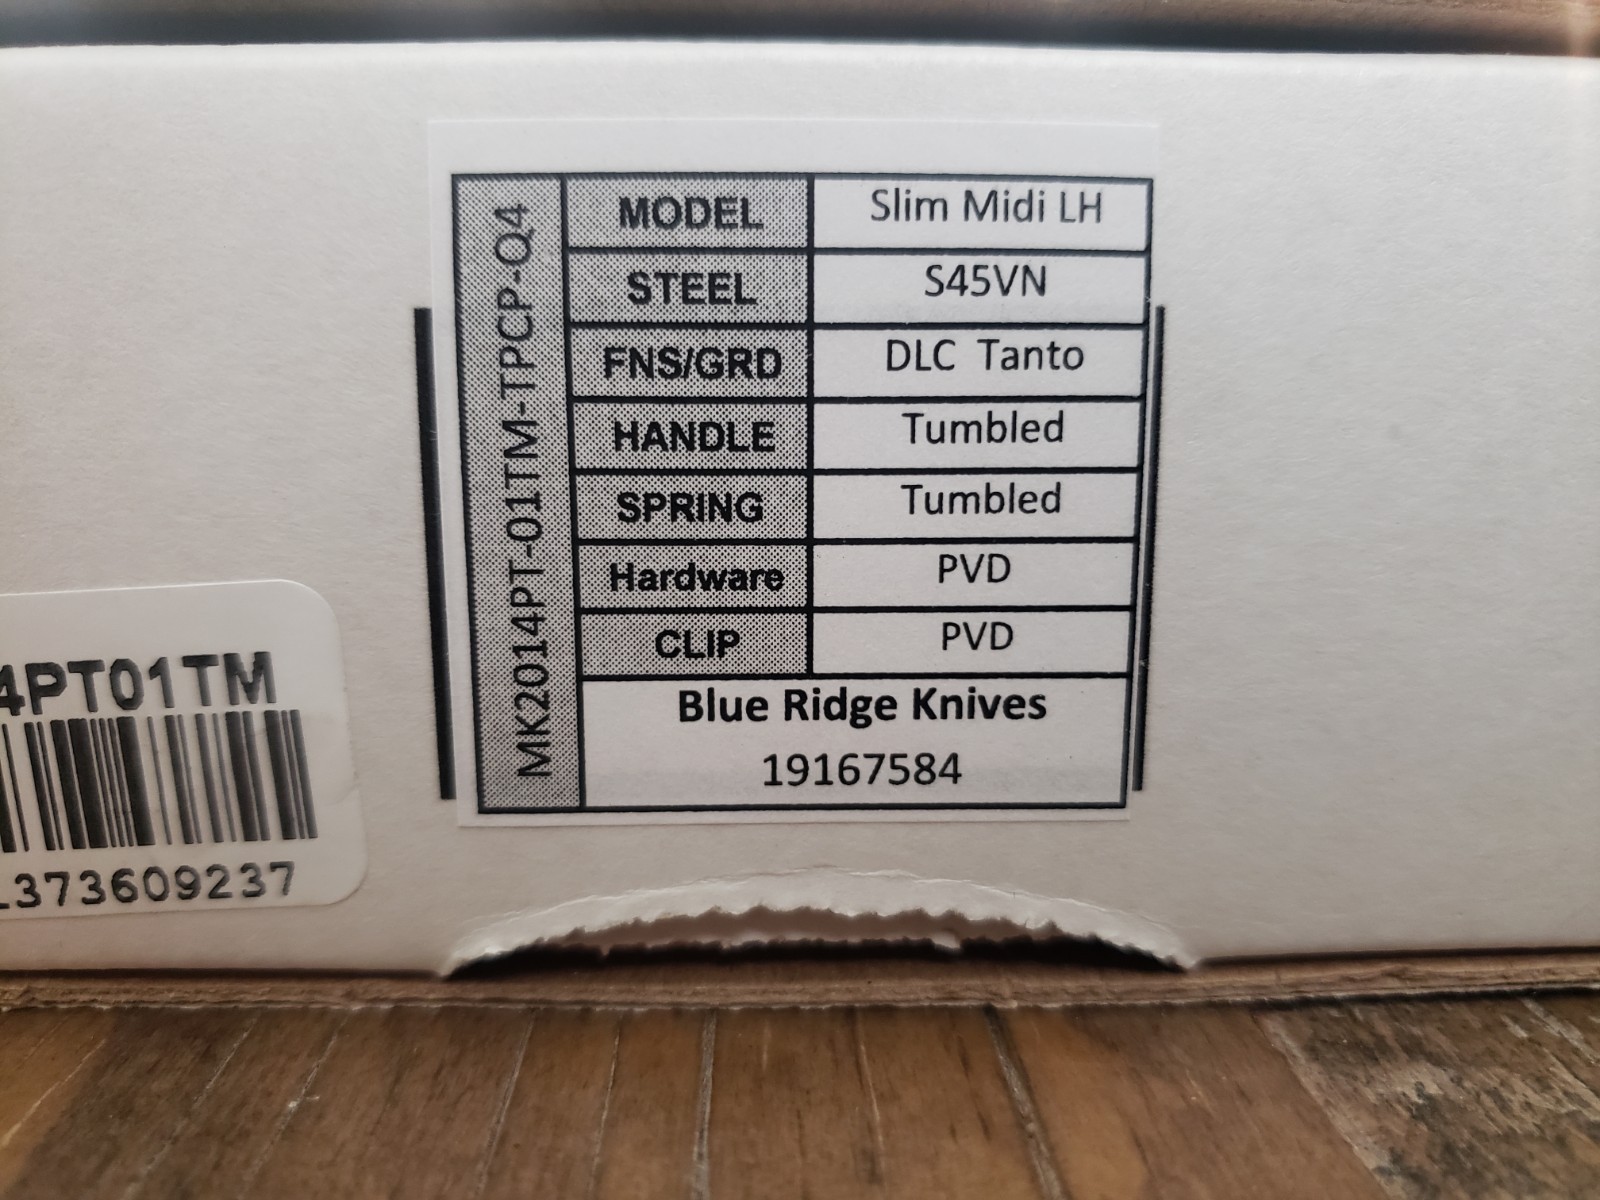 MK2014PT-01TM-TPCP-Q4
MODEL Slim Midi LH
STEEL S45VN
FNS/GRD DLC Tanto
HANDLE Tumbled
SPRING Tumbled
Hardware PVD
CLIP PVD
Blue Ridge Knives
19167584
4PT01TM
1373609237